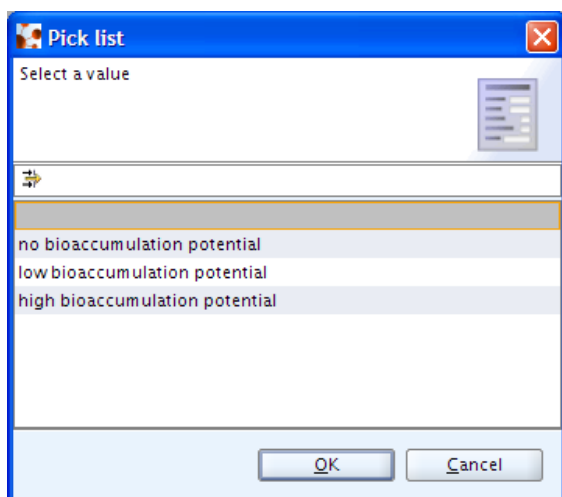 Pick list
Select a value
no bioaccumulation potential
low bioaccumulation potential
high bioaccumulation potential
OK
Cancel